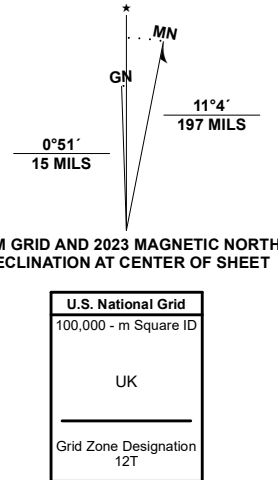 ★
MN
GN
11°4´
197 MILS
0°51´
15 MILS
M GRID AND 2023 MAGNETIC NORTH
ECLINATION AT CENTER OF SHEET
U.S. National Grid
100,000 - m Square ID
UK
Grid Zone Designation
12T